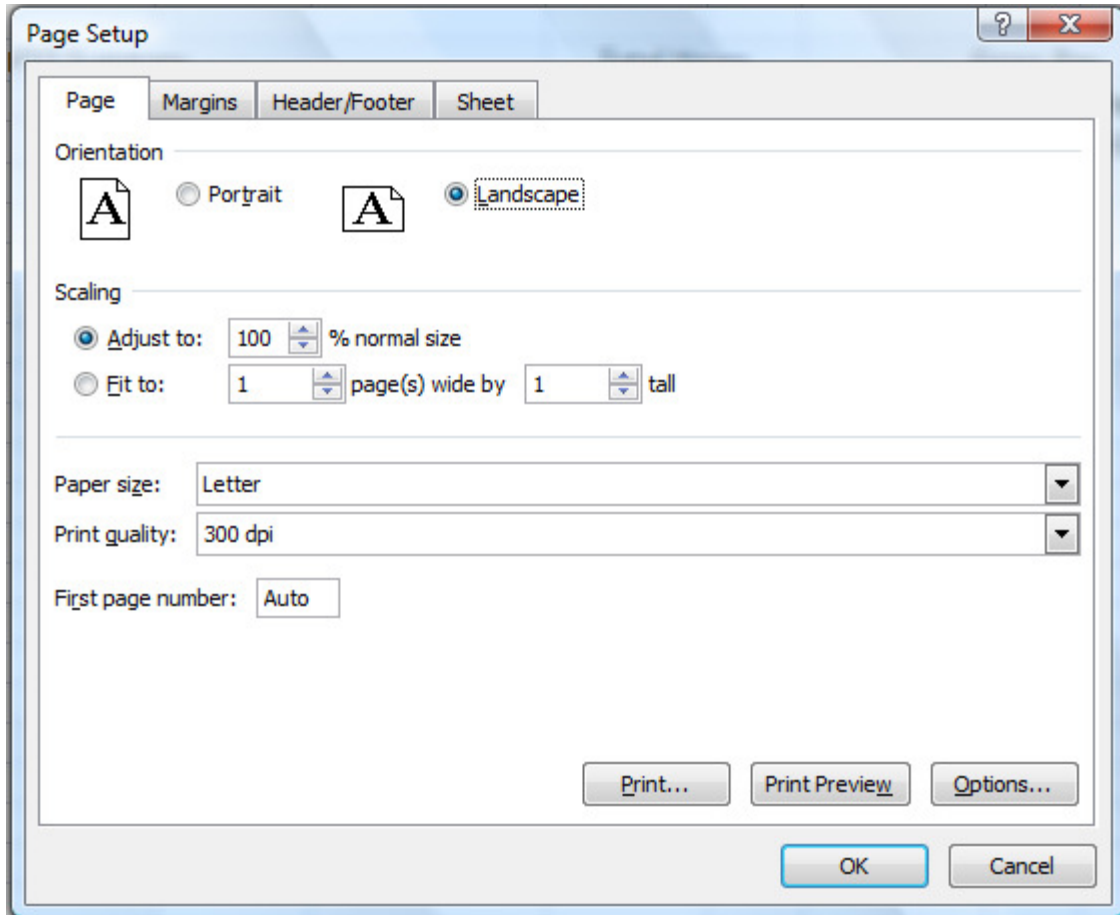 Page Setup
Page Margins Header/Footer Sheet
Orientation
A Portrait A Landscape
Scaling
Adjust to: 100 % normal size
Fit to: 1 page(s) wide by 1 tall
Paper size: Letter
Print quality: 300 dpi
First page number: Auto
Print... Print Preview Options...
OK Cancel